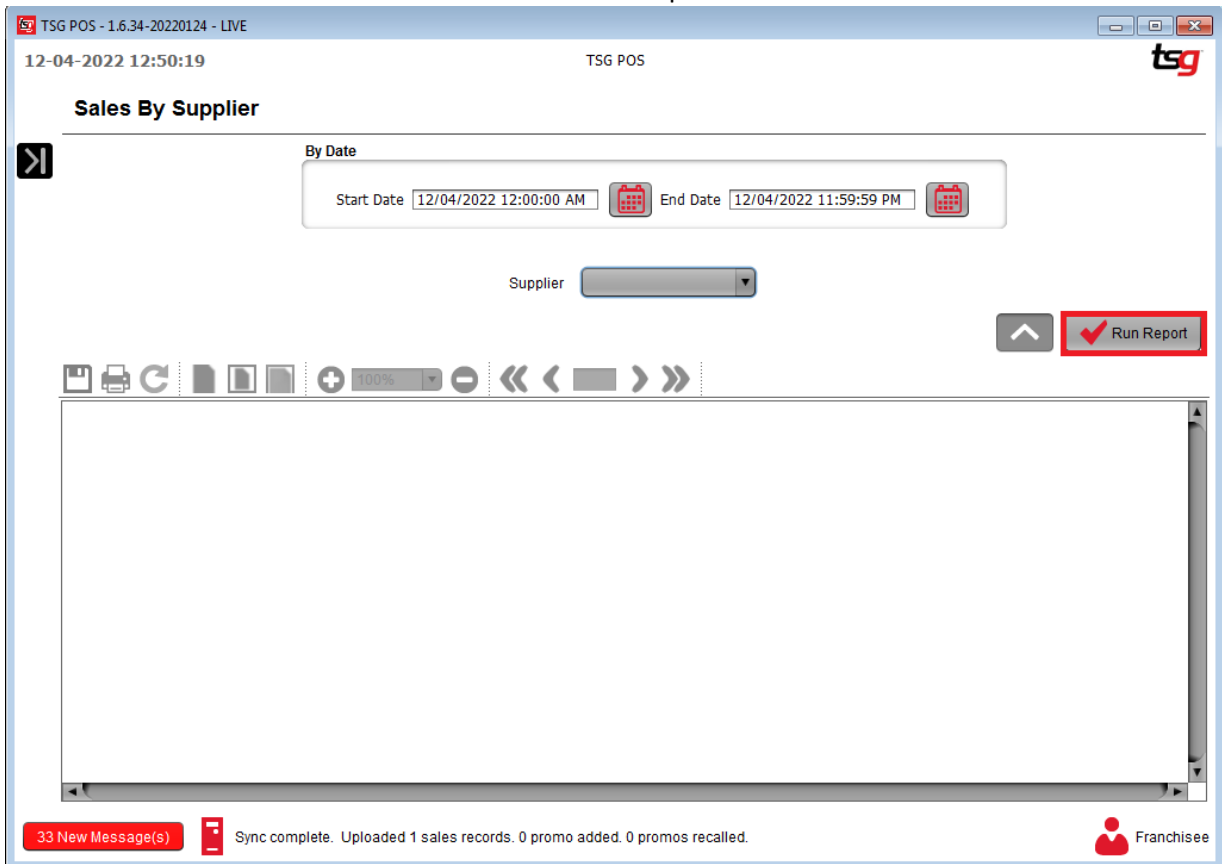 TSG POS - 1.6.34-20220124 - LIVE
12-04-2022 12:50:19 TSG POS tsg
Sales By Supplier
By Date
Start Date 12/04/2022 12:00:00 AM End Date 12/04/2022 11:59:59 PM
Supplier
Run Report
100%
33 New Message(s) Sync complete. Uploaded 1 sales records. 0 promo added. 0 promos recalled. Franchisee